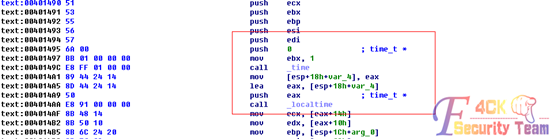 text:00401490 51 push ecx
text:00401491 53 push ebx
text:00401492 55 push ebp
text:00401493 56 push esi
text:00401494 57 push edi
text:00401495 6A 00 push 0 ; time_t *
text:00401497 BB 01 00 00 00 mov ebx, 1
text:0040149C E8 FF 01 00 00 call _time
text:004014A1 89 44 24 14 mov [esp+18h+var_4], eax
text:004014A5 8D 44 24 14 lea eax, [esp+18h+var_4]
text:004014A9 50 push eax ; time_t *
text:004014AA E8 91 00 00 00 call _localtime
text:004014AF 8B 48 14 mov ecx, [eax+14h]
text:004014B2 8B 50 10 mov edx, [eax+10h]
text:004014B5 8B 6C 24 20 mov ebp, [esp+1Ch+arg_0]
F4CK
Security Team